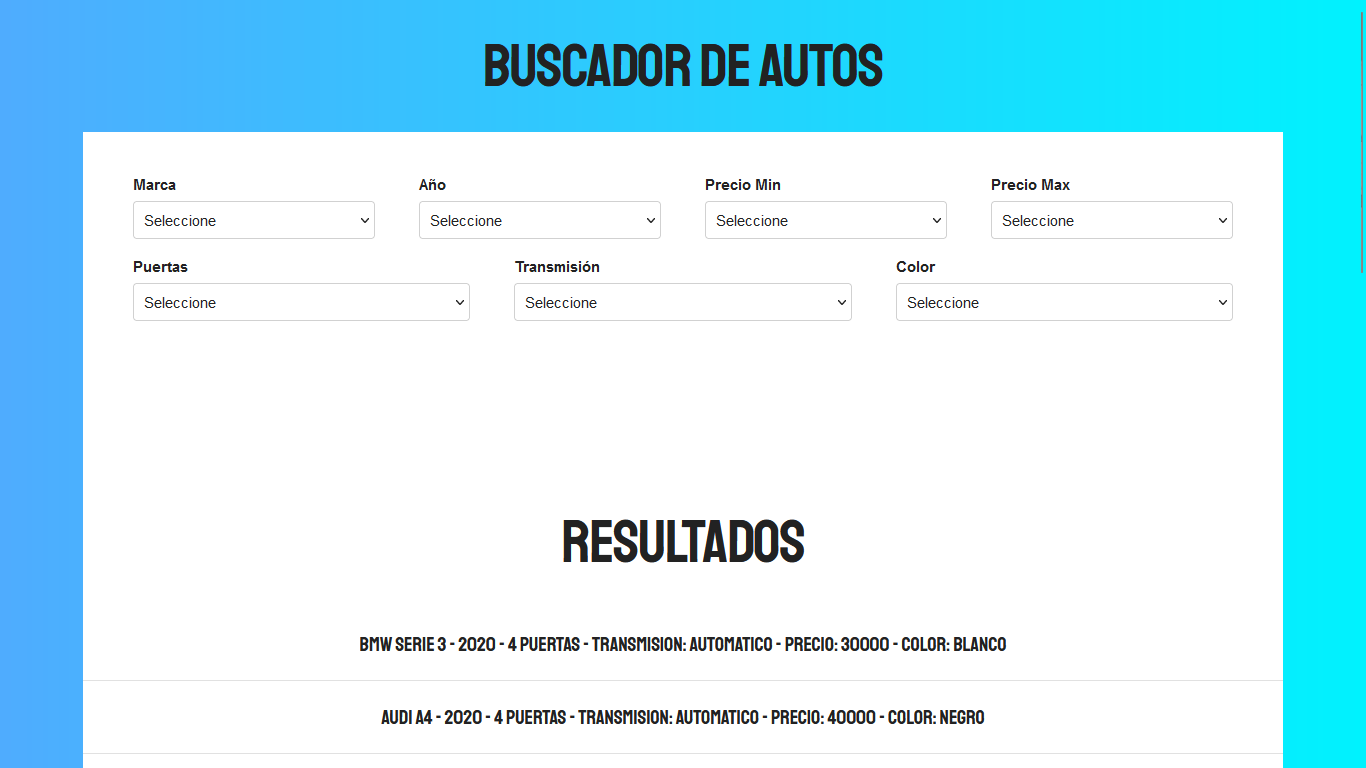 BUSCADOR DE AUTOS
Marca Año Precio Min Precio Max
Seleccione Seleccione Seleccione Seleccione
Puertas Transmisión Color
Seleccione Seleccione Seleccione
RESULTADOS
BMW SERIE 3 - 2020 - 4 PUERTAS - TRANSMISION: AUTOMATICO - PRECIO: 30000 - COLOR: BLANCO
AUDI A4 - 2020 - 4 PUERTAS - TRANSMISION: AUTOMATICO - PRECIO: 40000 - COLOR: NEGRO